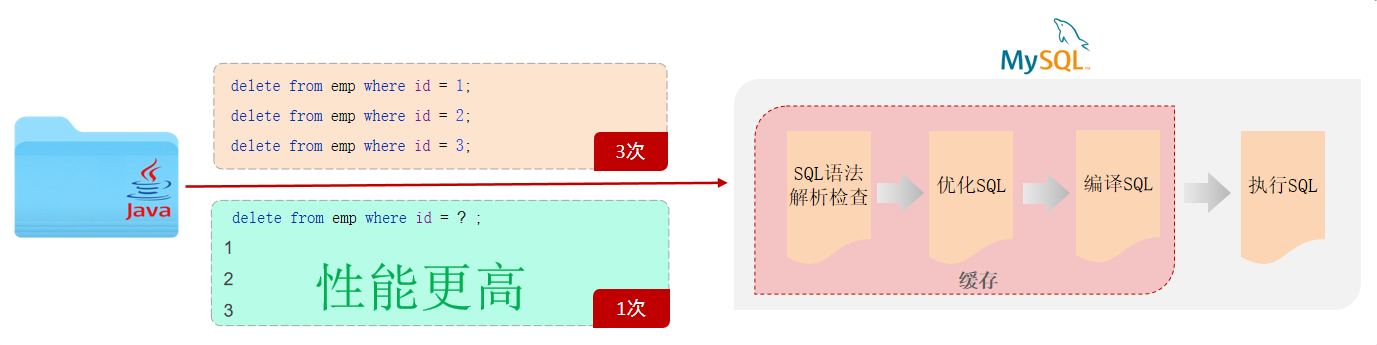 MySQL
delete from emp where id = 1;
delete from emp where id = 2;
delete from emp where id = 3;
3次
Java
delete from emp where id = ? ;
1
2
3
性能更高
1次
SQL语法
解析检查
优化SQL
编译SQL
执行SQL
缓存